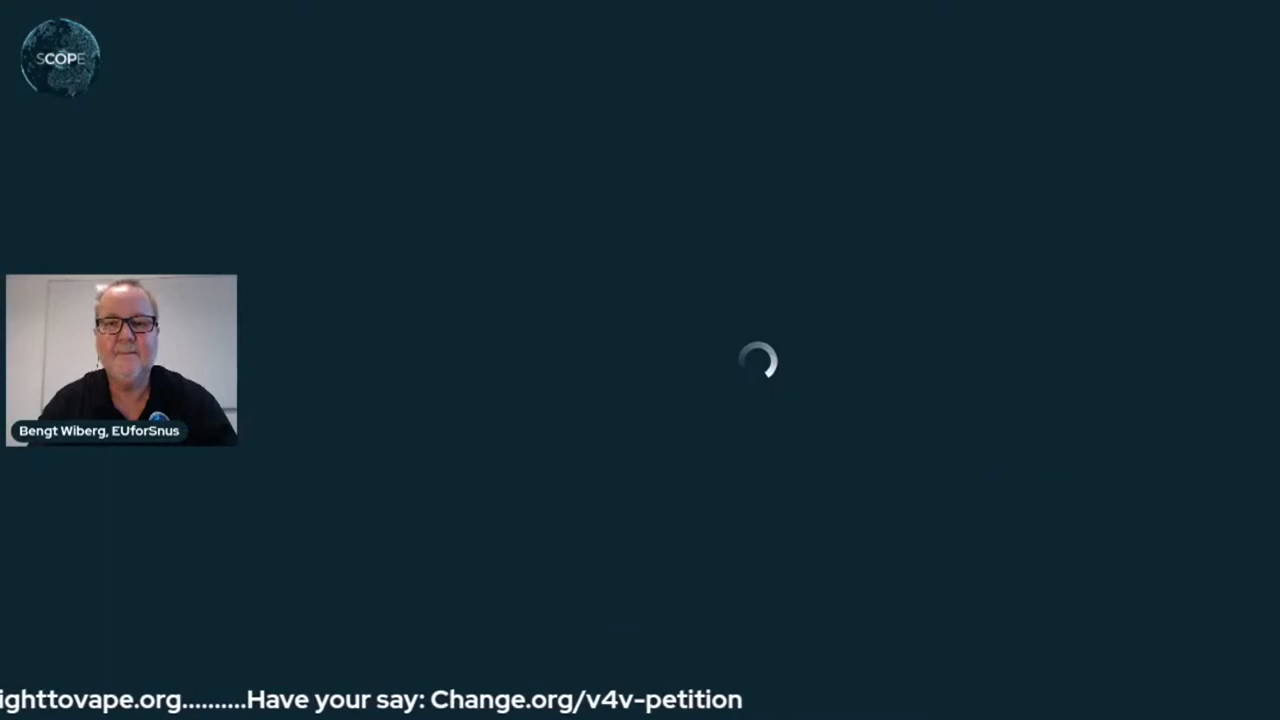 SCOPE
Bengt Wiberg, EUforSnus
ighttovape.org..........Have your say: Change.org/v4v-petition